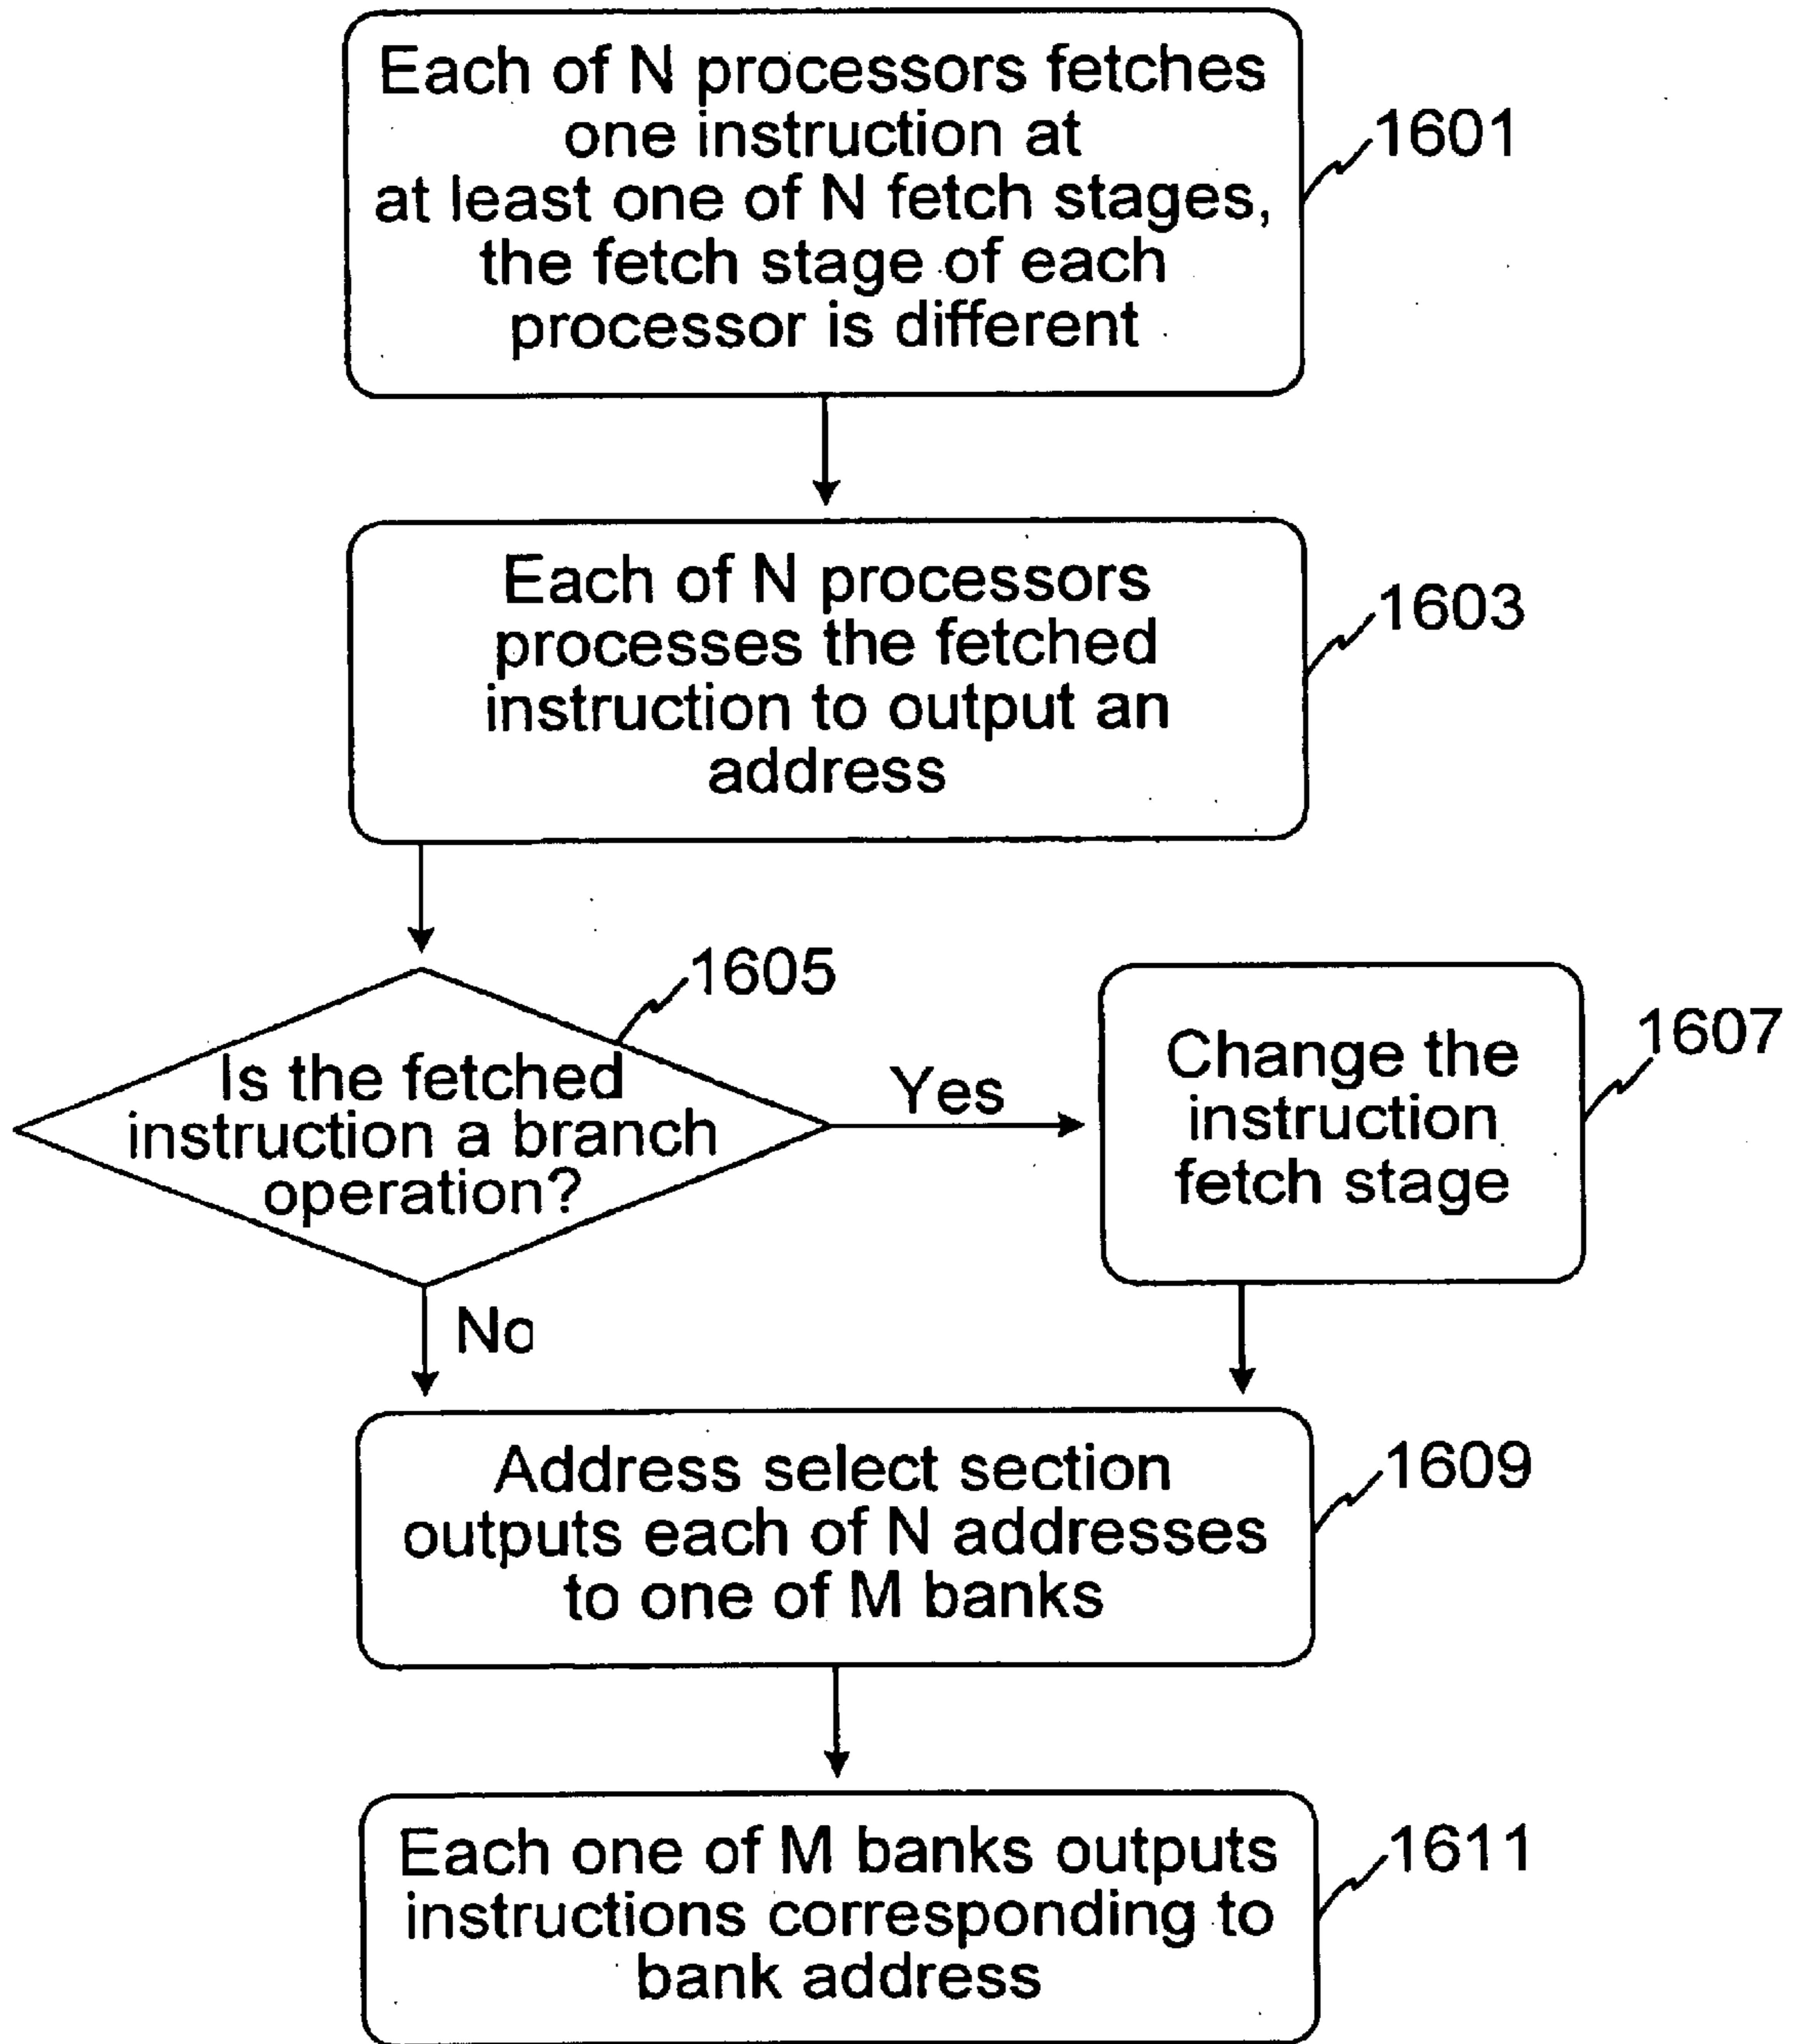 Each of N processors fetches
one instruction at
at least one of N fetch stages,
the fetch stage of each
processor is different
1601
Each of N processors
processes the fetched
instruction to output an
address
1603
1605
Is the fetched
instruction a branch
operation?
Yes
Change the
instruction
fetch stage
1607
No
Address select section
outputs each of N addresses
to one of M banks
1609
Each one of M banks outputs
instructions corresponding to
bank address
1611